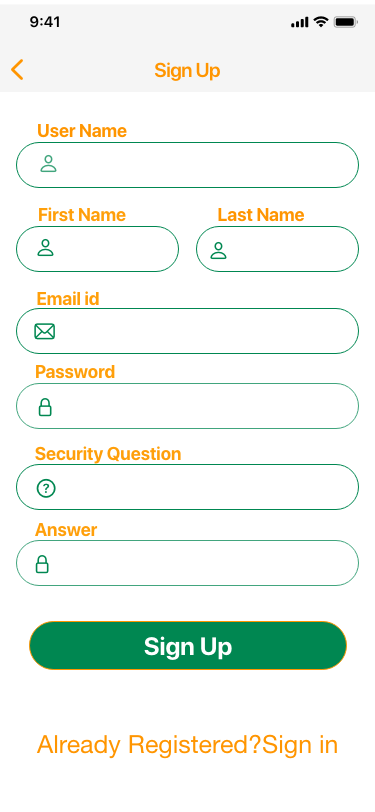 9:41
Sign Up
User Name
First Name Last Name
Email id
Password
Security Question
?
Answer
Sign Up
Already Registered?Sign in